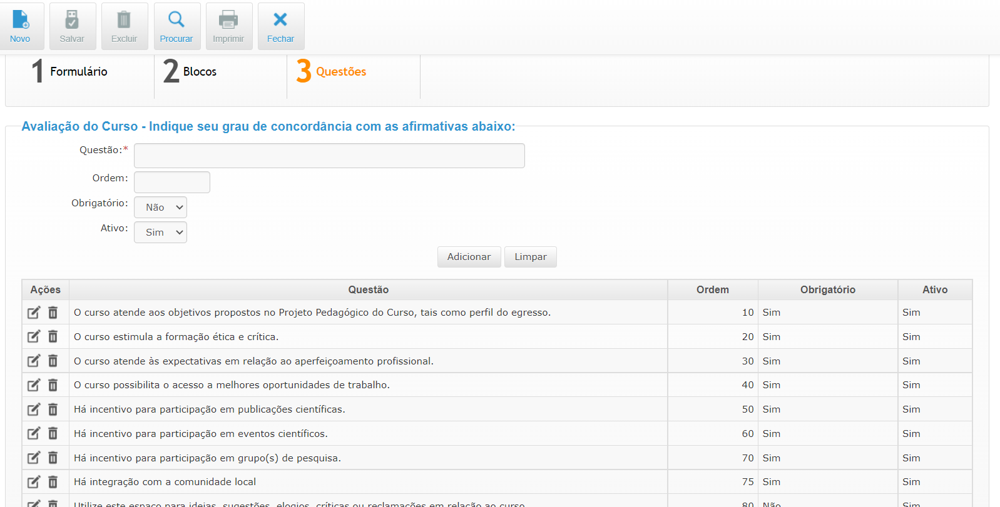 Novo Salvar Excluir Procurar Imprimir Fechar
1 Formulário 2 Blocos 3 Questões
Avaliação do Curso - Indique seu grau de concordância com as afirmativas abaixo:
Questão:*
Ordem:
Obrigatório: Não
Ativo: Sim
Adicionar Limpar
Ações Questão Ordem Obrigatório Ativo
O curso atende aos objetivos propostos no Projeto Pedagógico do Curso, tais como perfil do egresso. 10 Sim Sim
O curso estimula a formação ética e crítica. 20 Sim Sim
O curso atende às expectativas em relação ao aperfeiçoamento profissional. 30 Sim Sim
O curso possibilita o acesso a melhores oportunidades de trabalho. 40 Sim Sim
Há incentivo para participação em publicações científicas. 50 Sim Sim
Há incentivo para participação em eventos científicos. 60 Sim Sim
Há incentivo para participação em grupo(s) de pesquisa. 70 Sim Sim
Há integração com a comunidade local 75 Sim Sim
Utilize este espaço para ideias, sugestões, elogios, críticas ou reclamações em relação ao curso 80 Não Sim